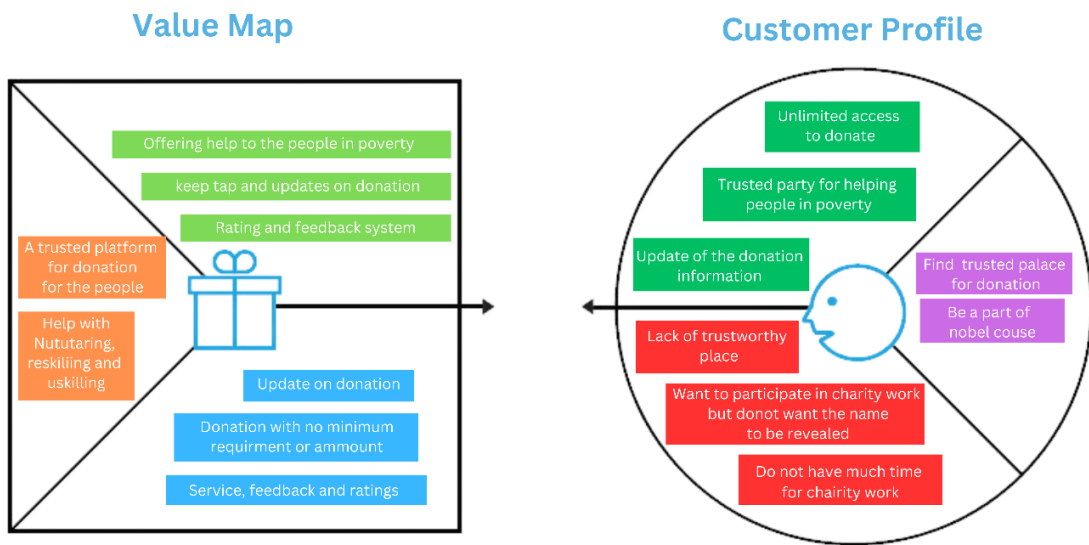 Value Map
Customer Profile
Offering help to the people in poverty
keep tap and updates on donation
Rating and feedback system
A trusted platform
for donation
for the people
Help with
Nututaring,
reskiliing and
uskilling
Update on donation
Donation with no minimum
requirment or ammount
Service, feedback and ratings
Unlimited access
to donate
Trusted party for helping
people in poverty
Update of the donation
information
Find trusted palace
for donation
Be a part of
nobel couse
Lack of trustworthy
place
Want to participate in charity work
but donot want the name
to be revealed
Do not have much time
for chairity work